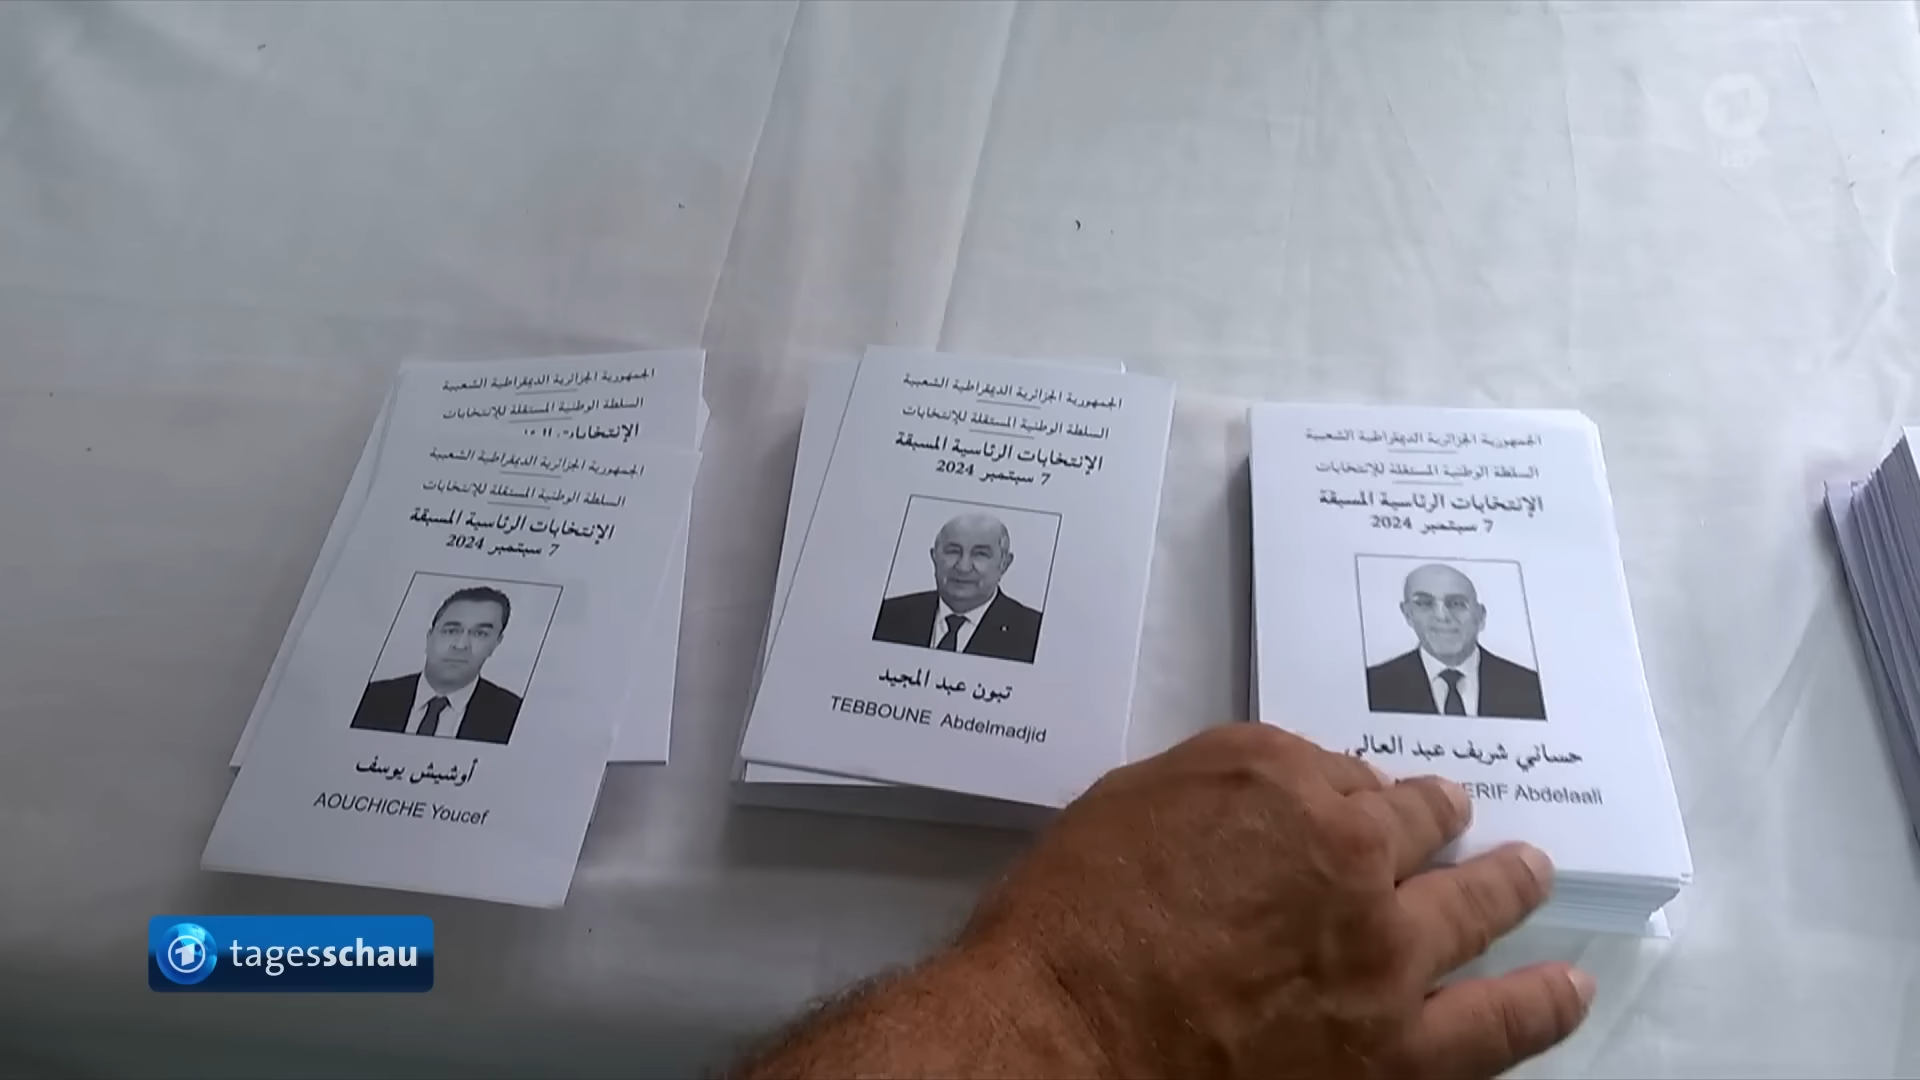 الجمهورية الجزائرية الديمقراطية الشعبية
السلطة الوطنية المستقلة للإنتخابات
الجمهورية الجزائرية الديمقراطية الشعبية
السلطة الوطنية المستقلة للإنتخابات
الإنتخابات الرئاسية المسبقة
7 سبتمبر 2024
أوشيش يوسف
AOUCHICHE Youcef
الجمهورية الجزائرية الديمقراطية الشعبية
السلطة الوطنية المستقلة للإنتخابات
الإنتخابات الرئاسية المسبقة
7 سبتمبر 2024
تبون عبد المجيد
TEBBOUNE Abdelmadjid
الجمهورية الجزائرية الديمقراطية الشعبية
السلطة الوطنية المستقلة للإنتخابات
الإنتخابات الرئاسية المسبقة
7 سبتمبر 2024
حساني شريف عبد العالي
ERIF Abdelaali
tagesschau